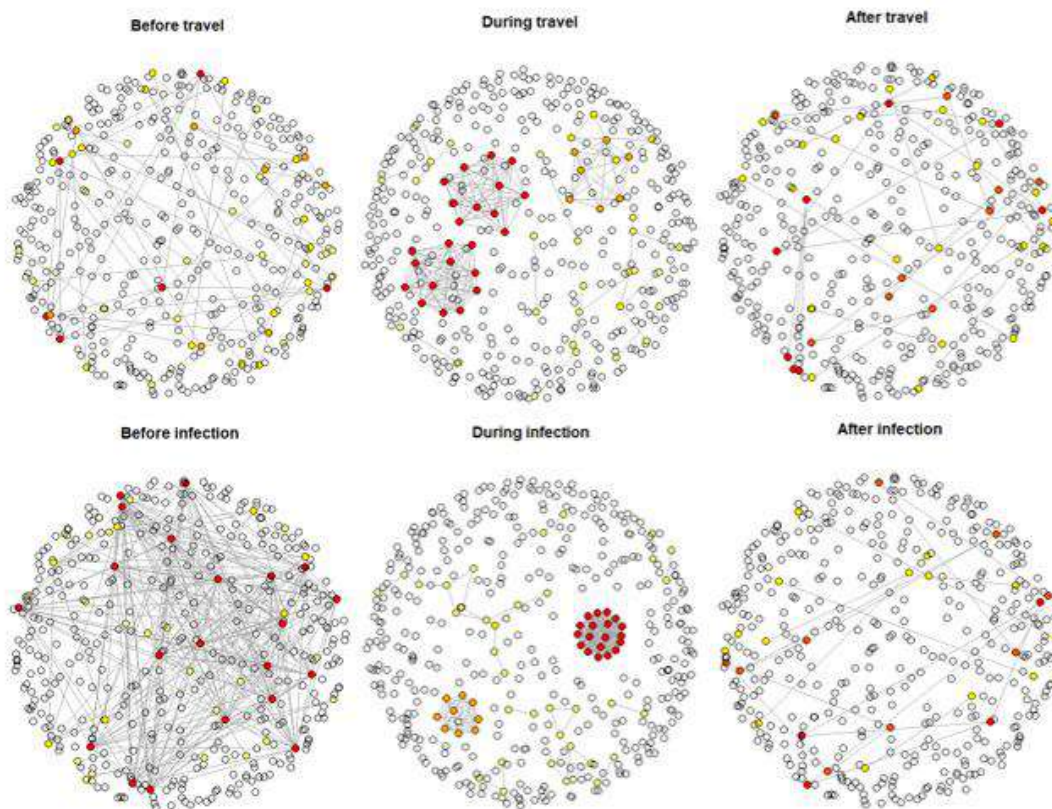 Before travel
During travel
After travel
Before infection
During infection
After infection